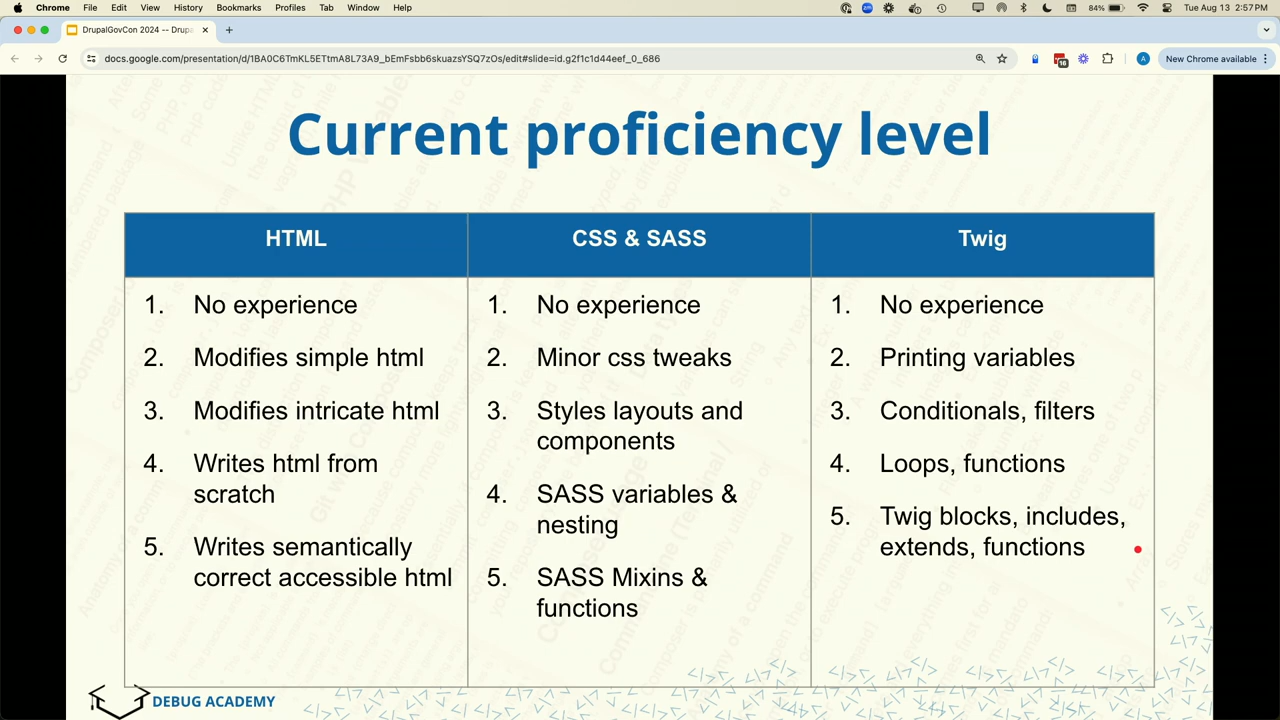 Chrome File Edit View History Bookmarks Profiles Tab Window Help 84% Tue Aug 13 2:57 PM
DrupalGovCon 2024 -- Drupa
docs.google.com/presentation/d/1BA0C6TmKL5ETtmA8L73A9_bEmFsbb6skuazsYSQ7zOs/edit#slide=id.g2f1c1d44eef_0_686
16
A
New Chrome available
Current proficiency level
HTML
1. No experience
2. Modifies simple html
3. Modifies intricate html
4. Writes html from
scratch
5. Writes semantically
correct accessible html
CSS & SASS
1. No experience
2. Minor css tweaks
3. Styles layouts and
components
4. SASS variables &
nesting
5. SASS Mixins &
functions
Twig
1. No experience
2. Printing variables
3. Conditionals, filters
4. Loops, functions
5. Twig blocks, includes,
extends, functions
DEBUG ACADEMY